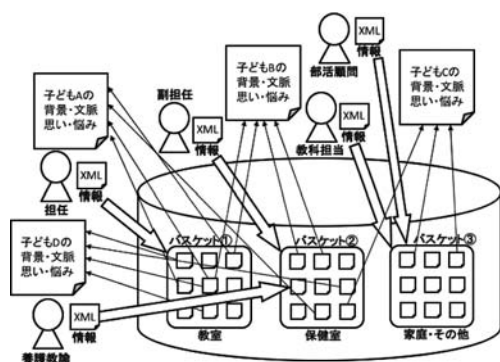 XML
情報
部活顧問
子どもBの
背景・文脈
思い・悩み
子どもCの
背景・文脈
思い・悩み
子どもAの
背景・文脈
思い・悩み
副担任
XML
情報
XML
情報
教科担当
XML
情報
担任
バスケット①
バスケット②
バスケット③
子どもDの
背景・文脈
思い・悩み
XML
情報
養護教諭
教室
保健室
家庭・その他